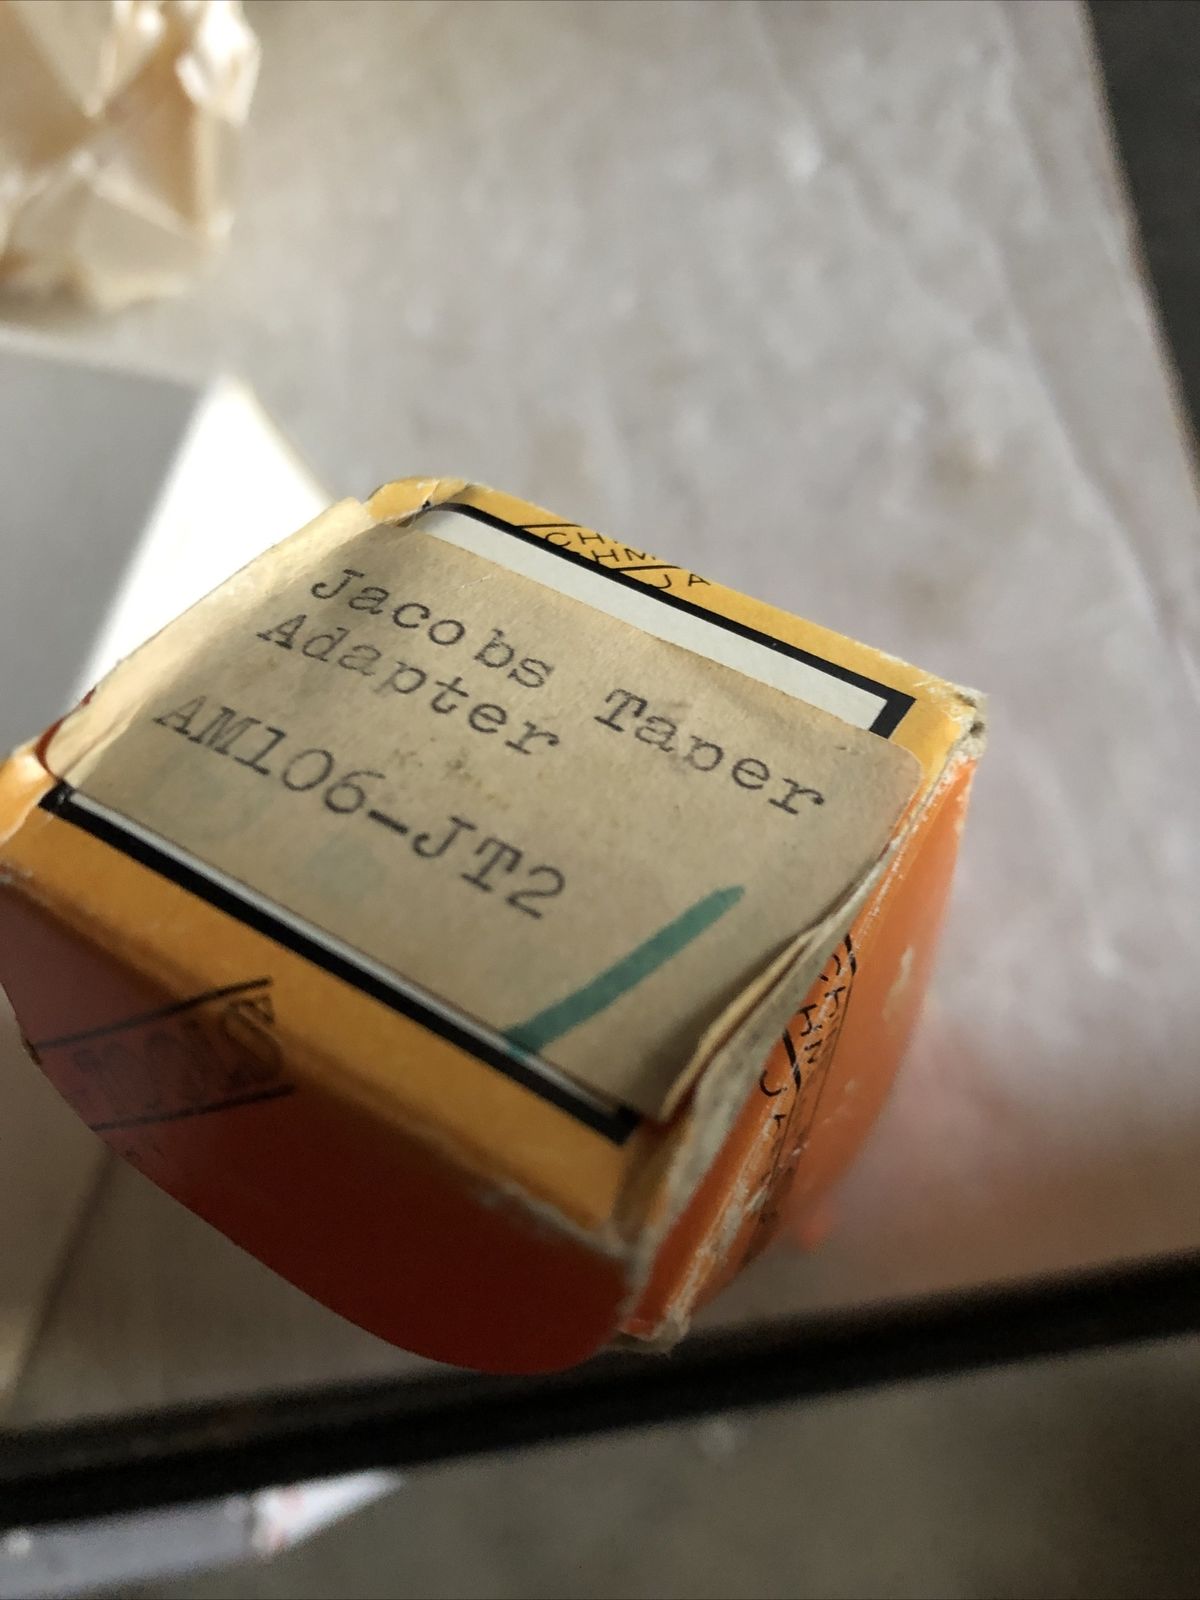 Jacobs Taper
Adapter
AM106-JT2